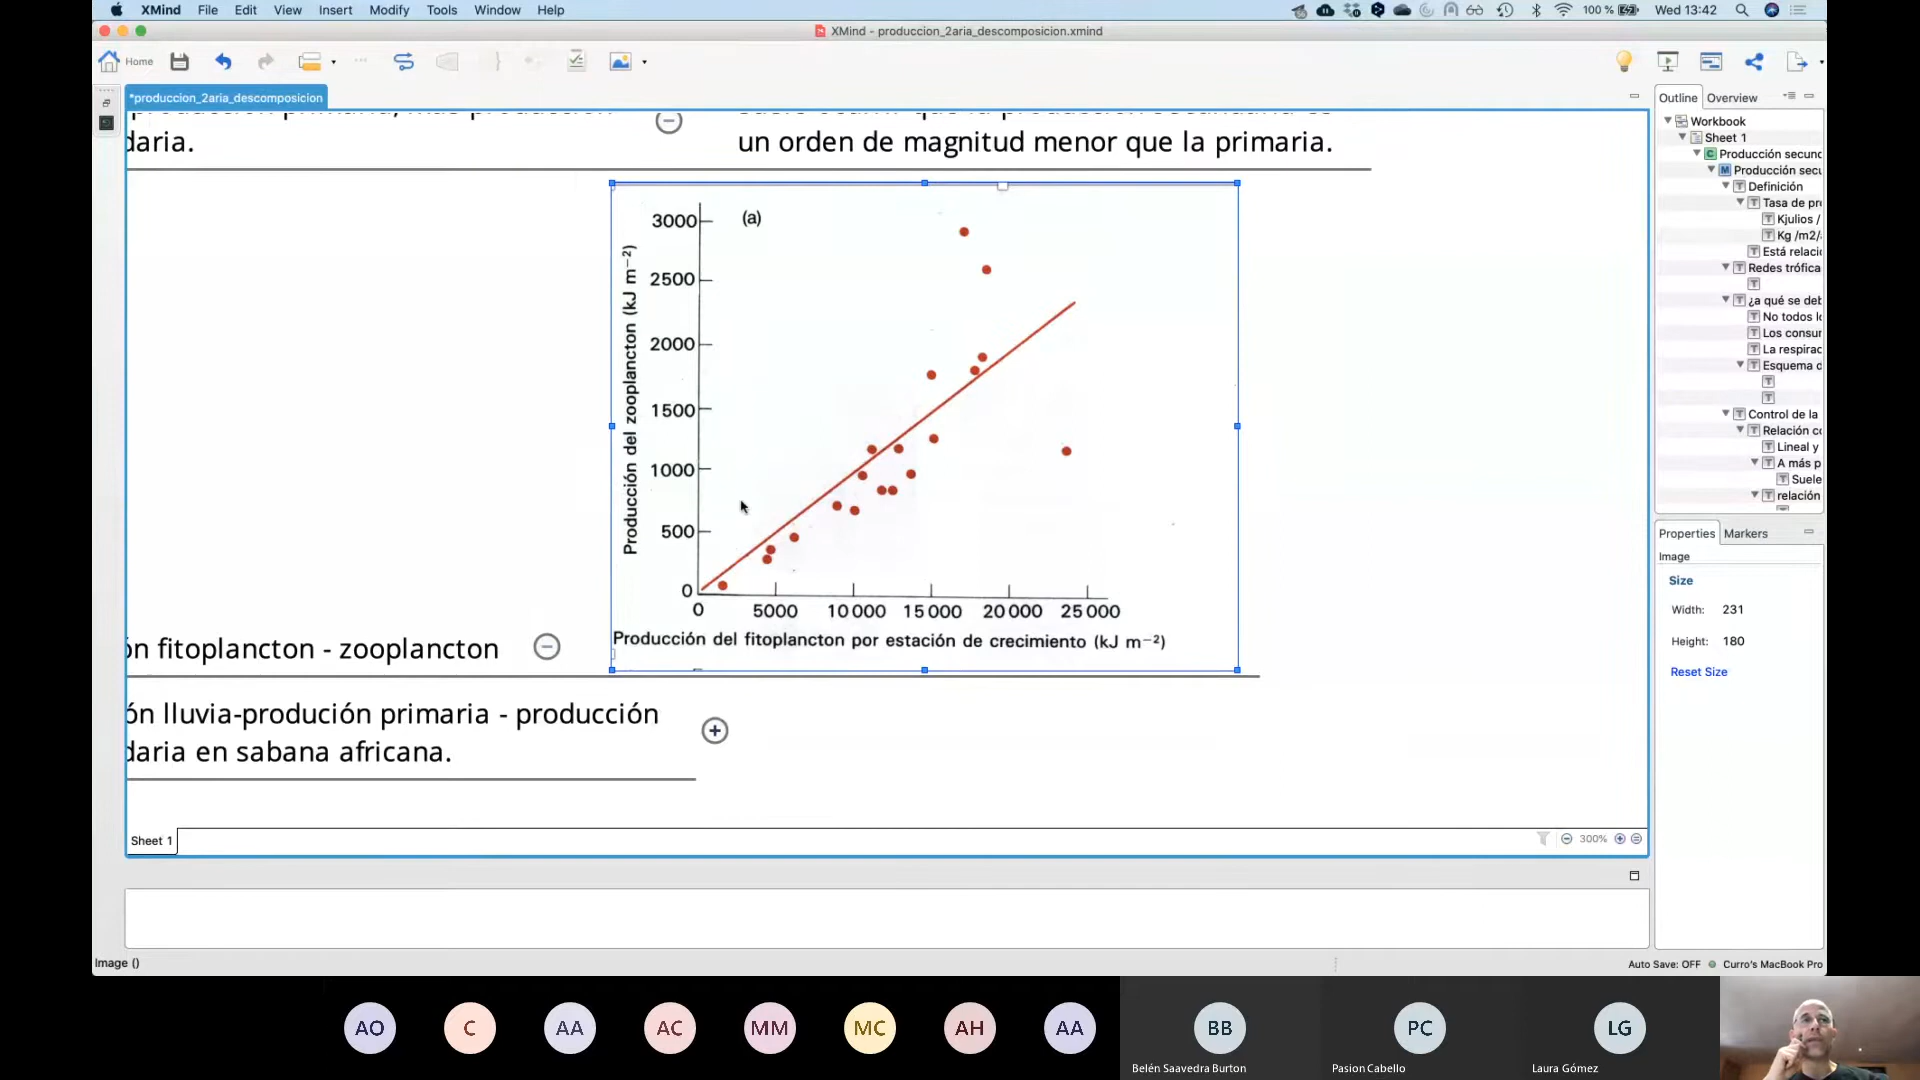 XMind File Edit View Insert Modify Tools Window Help
100 % Wed 13:42
XMind - produccion_2aria_descomposicion.xmind
Home
*produccion_2aria_descomposicion
daria.
un orden de magnitud menor que la primaria.
(a)
Producción del zooplancton (kJ m−2)
3000
2500
2000
1500
1000
500
0
0 5000 10 000 15 000 20 000 25 000
Producción del fitoplancton por estación de crecimiento (kJ m−2)
ón fitoplancton - zooplancton
ón lluvia-produción primaria - producción
daria en sabana africana.
Sheet 1
300%
Outline Overview
Workbook
Sheet 1
Producción secund
Producción secu
Definición
Tasa de pr
Kjulios /
Kg /m2/
Está relaci
Redes trófica
¿a qué se deb
No todos l
Los consur
La respirac
Esquema d
Control de la
Relación c
Lineal y
A más p
Suele
relación
Properties Markers
Image
Size
Width: 231
Height: 180
Reset Size
Image ()
Auto Save: OFF Curro's MacBook Pro
AO C AA AC MM MC AH AA BB PC LG
Belén Saavedra Burton Pasion Cabello Laura Gómez